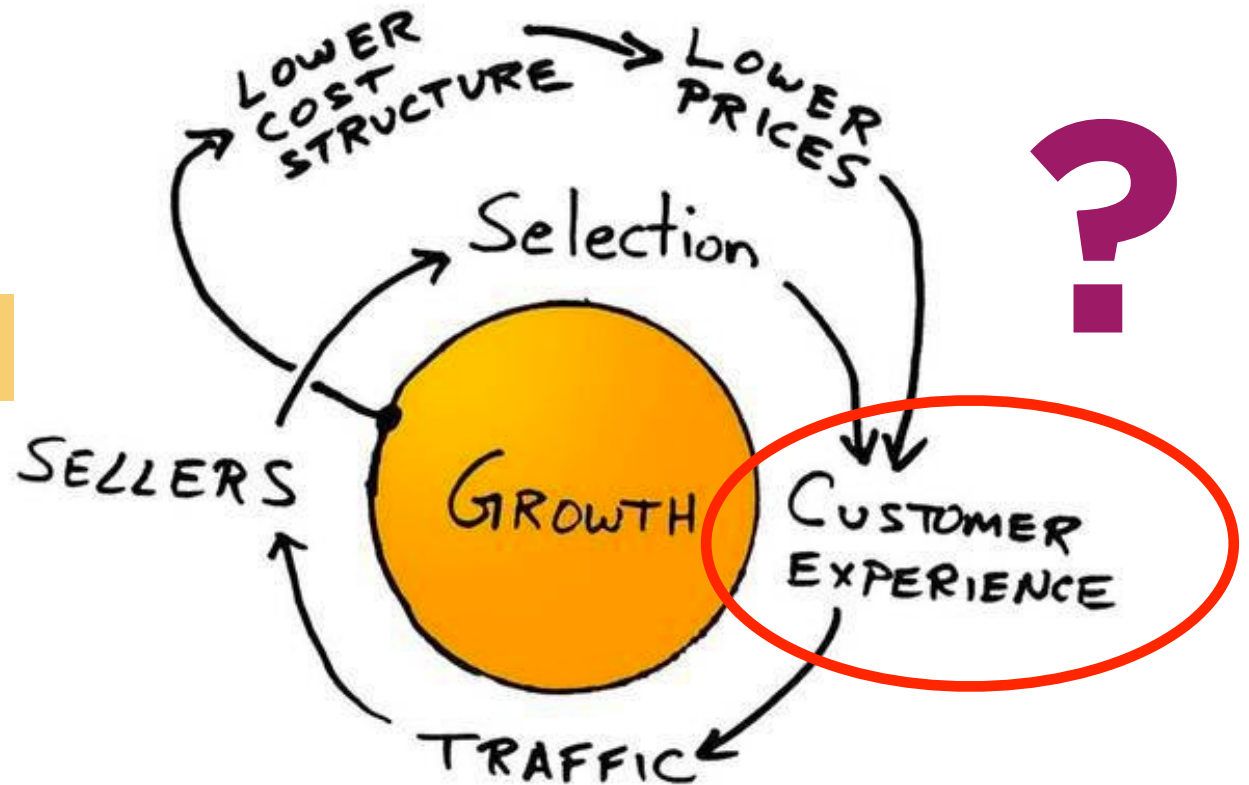 LOWER
COST
STRUCTURE
LOWER
PRICES
?
Selection
SELLERS
GROWTH
CUSTOMER
EXPERIENCE
TRAFFIC